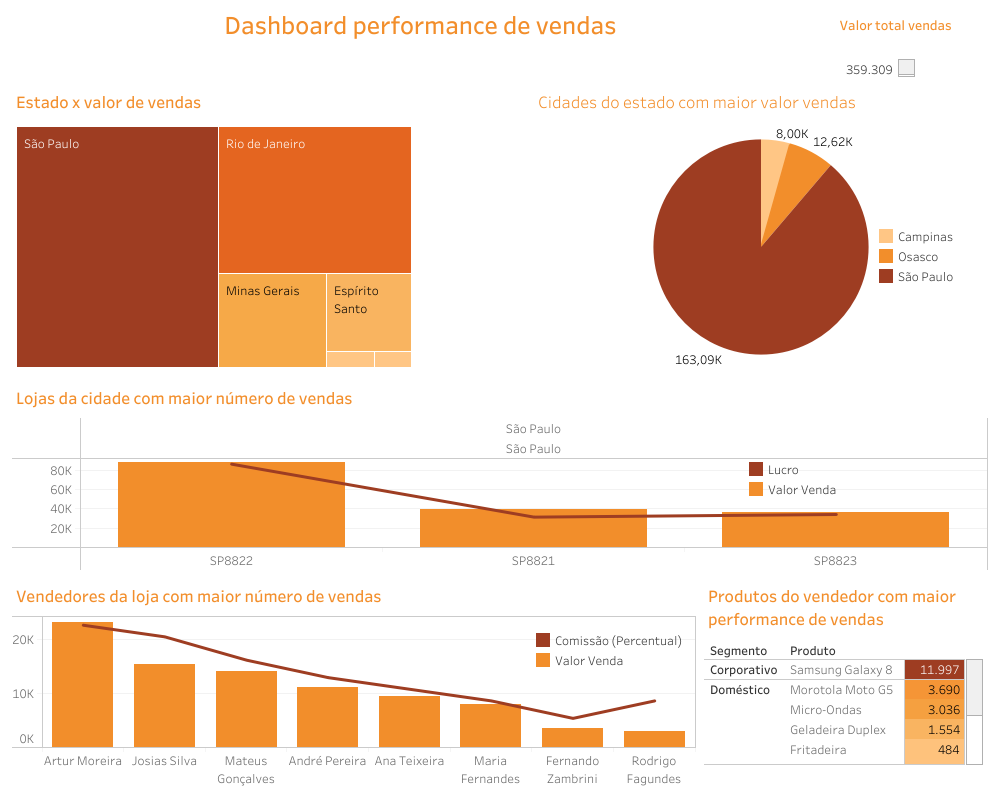 Dashboard performance de vendas
Valor total vendas
359.309
Estado x valor de vendas
São Paulo
Rio de Janeiro
Minas Gerais
Espírito
Santo
Cidades do estado com maior valor vendas
8,00K
12,62K
163,09K
Campinas
Osasco
São Paulo
Lojas da cidade com maior número de vendas
São Paulo
São Paulo
80K
60K
40K
20K
Lucro
Valor Venda
SP8822
SP8821
SP8823
Vendedores da loja com maior número de vendas
20K
10K
0K
Comissão (Percentual)
Valor Venda
Artur Moreira
Josias Silva
Mateus
Gonçalves
André Pereira
Ana Teixeira
Maria
Fernandes
Fernando
Zambrini
Rodrigo
Fagundes
Produtos do vendedor com maior
performance de vendas
Segmento Produto
Corporativo Samsung Galaxy 8 11.997
Doméstico Morotola Moto G5 3.690
Micro-Ondas 3.036
Geladeira Duplex 1.554
Fritadeira 484